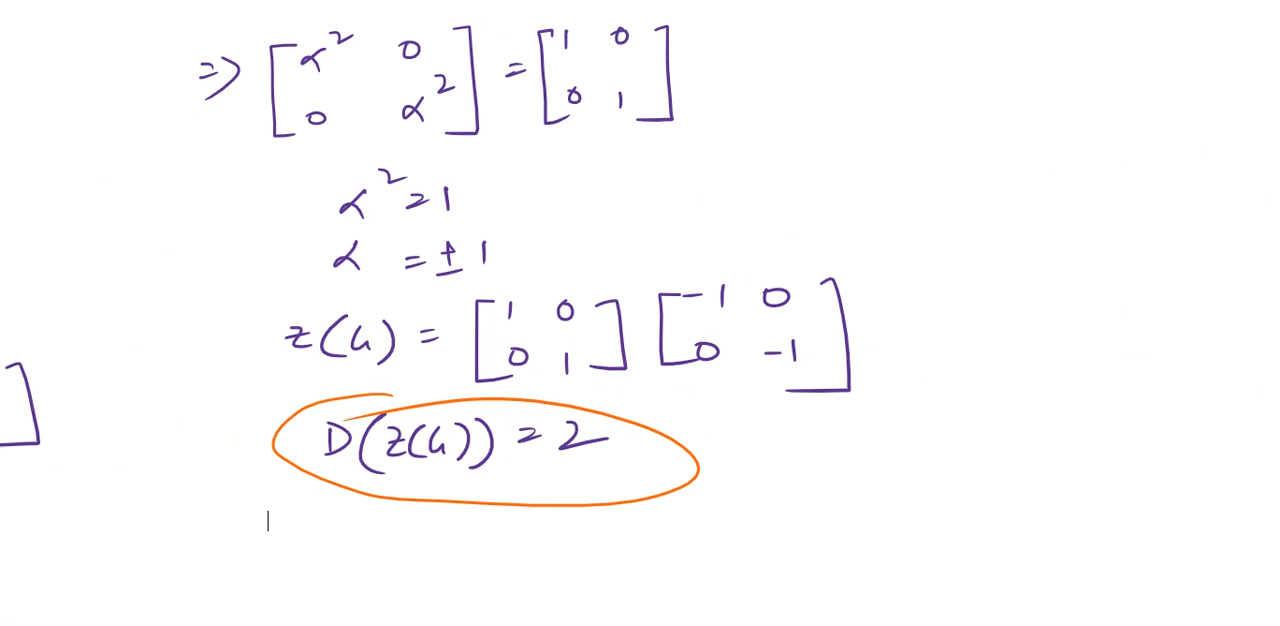 ⇒ [α² 0; 0 α²] = [1 0; 0 1]
α² = 1
α = ± 1
z(G) = [1 0; 0 1] [-1 0; 0 -1]
D(z(G)) = 2